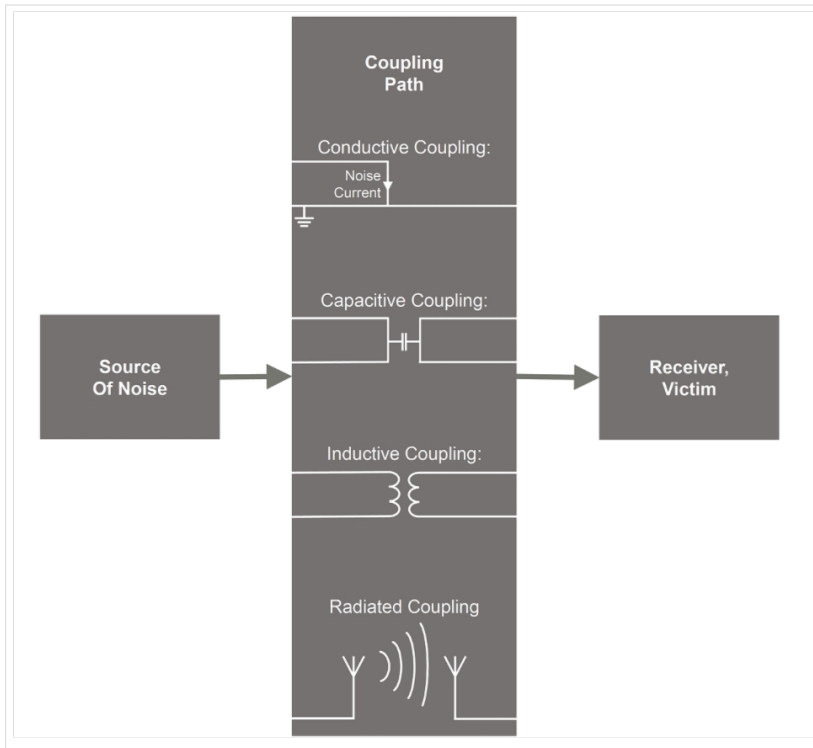 Coupling
Path
Conductive Coupling:
Noise
Current
Capacitive Coupling:
Source
Of Noise
Receiver,
Victim
Inductive Coupling:
Radiated Coupling